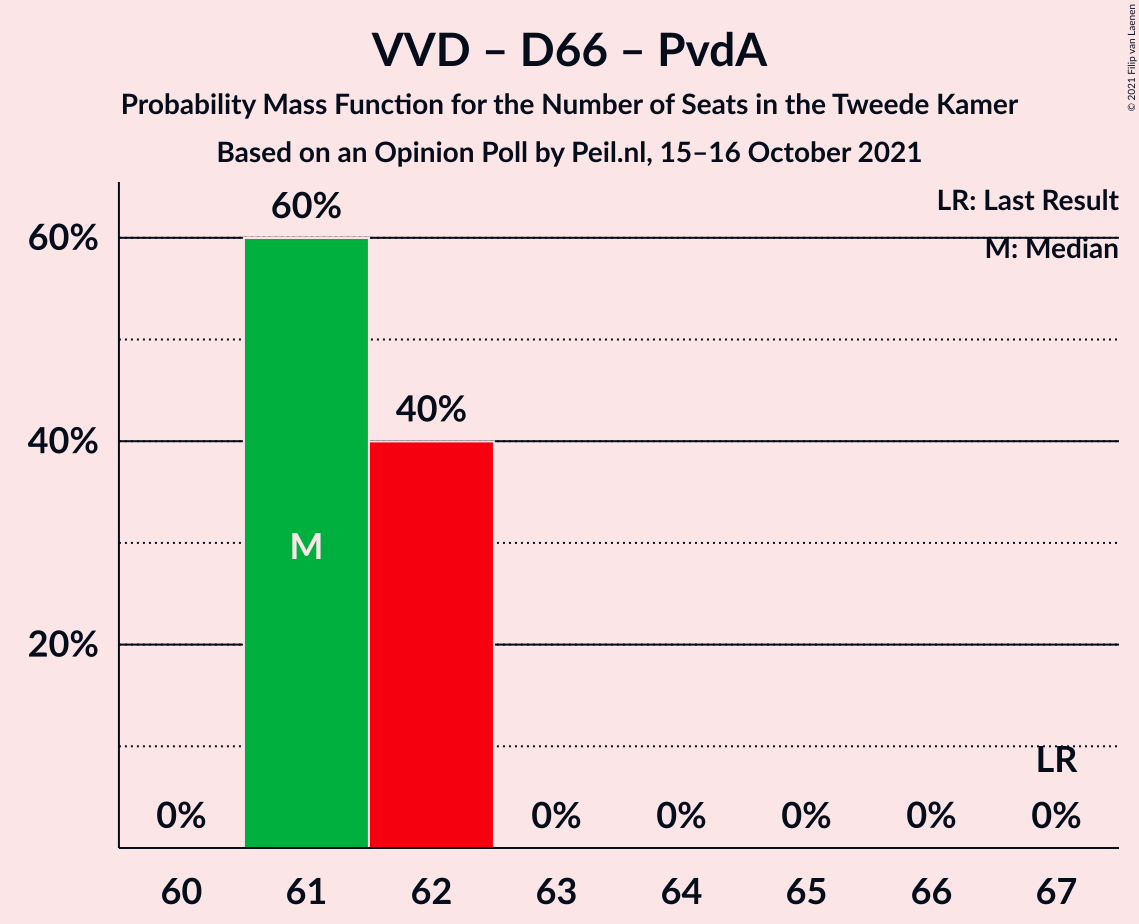 VVD – D66 – PvdA
Probability Mass Function for the Number of Seats in the Tweede Kamer
Based on an Opinion Poll by Peil.nl, 15–16 October 2021
© 2021 Filip van Laenen
LR: Last Result
M: Median
60%
40%
20%
0%
60%
40%
0%
0%
0%
0%
0%
M
LR
60
61
62
63
64
65
66
67